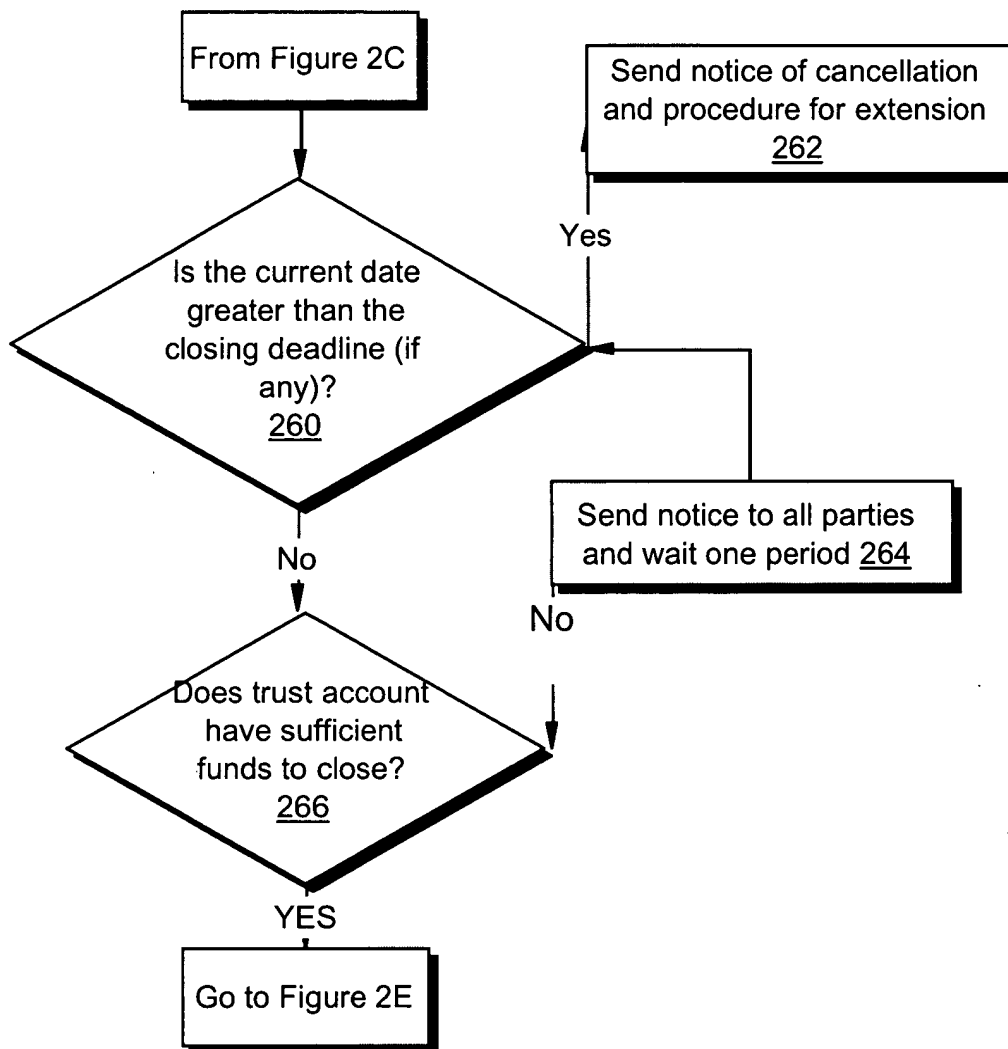 From Figure 2C
Send notice of cancellation
and procedure for extension
262
Yes
Is the current date
greater than the
closing deadline (if
any)?
260
Send notice to all parties
and wait one period 264
No
No
Does trust account
have sufficient
funds to close?
266
YES
Go to Figure 2E